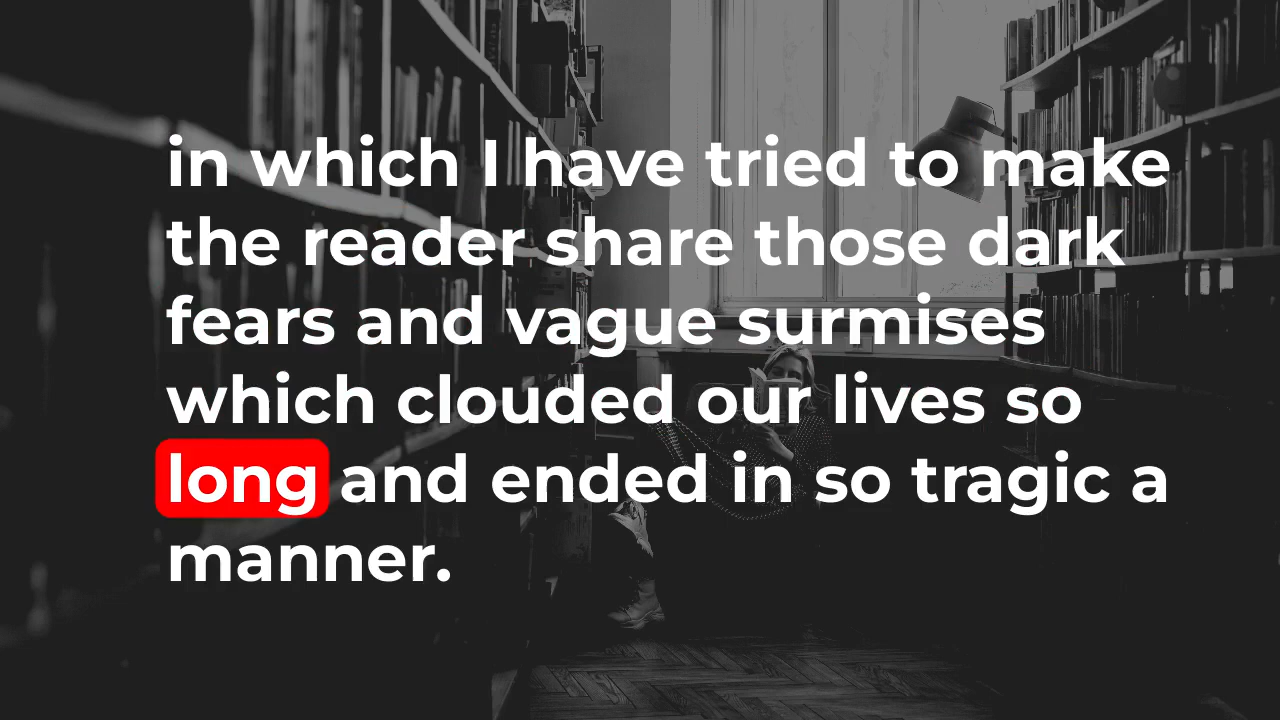 in which I have tried to make
the reader share those dark
fears and vague surmises
which clouded our lives so
long and ended in so tragic a
manner.